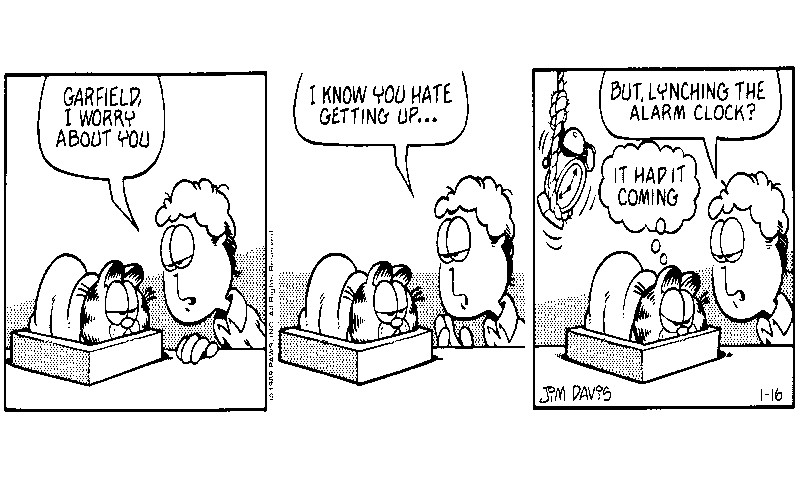 GARFIELD,
I WORRY
ABOUT YOU
I KNOW YOU HATE
GETTING UP...
BUT, LYNCHING THE
ALARM CLOCK?
IT HAD IT
COMING
JIM DAVIS
1-16